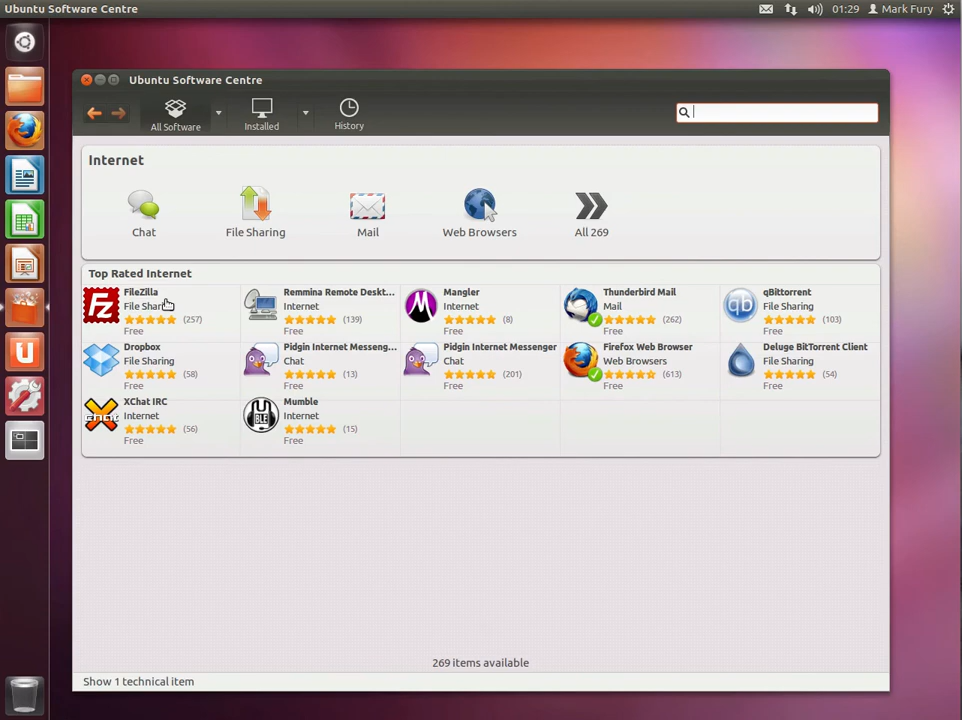 Ubuntu Software Centre
01:29 Mark Fury
Ubuntu Software Centre
All Software Installed History
Internet
Chat File Sharing Mail Web Browsers All 269
Top Rated Internet
FileZilla
File Sharing
(257)
Free
Remmina Remote Deskt...
Internet
(139)
Free
Mangler
Internet
(8)
Free
Thunderbird Mail
Mail
(262)
Free
qBittorrent
File Sharing
(103)
Free
Dropbox
File Sharing
(58)
Free
Pidgin Internet Messeng...
Chat
(13)
Free
Pidgin Internet Messenger
Chat
(201)
Free
Firefox Web Browser
Web Browsers
(613)
Free
Deluge BitTorrent Client
File Sharing
(54)
Free
XChat IRC
Internet
(56)
Free
Mumble
Internet
(15)
Free
269 items available
Show 1 technical item